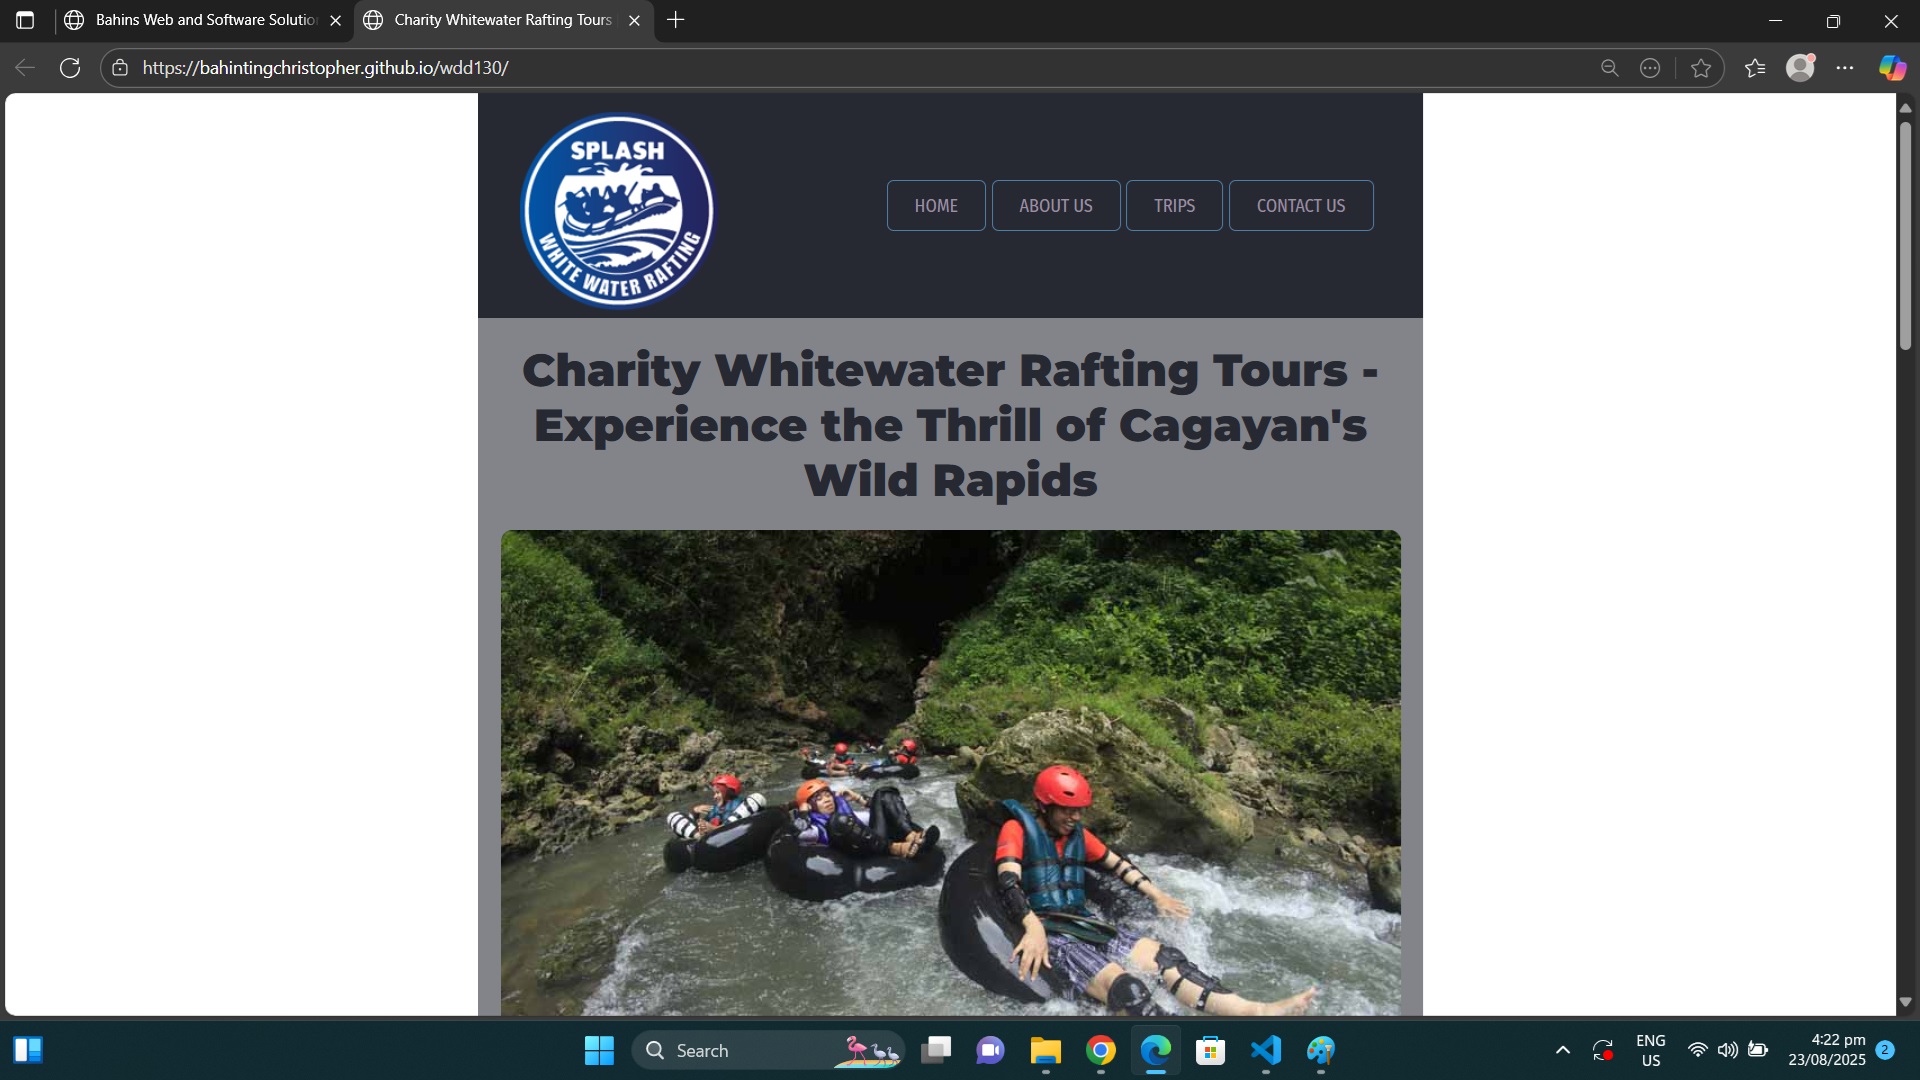 Bahins Web and Software Solutio
Charity Whitewater Rafting Tours
https://bahintingchristopher.github.io/wdd130/
SPLASH
WHITE WATER RAFTING
HOME
ABOUT US
TRIPS
CONTACT US
Charity Whitewater Rafting Tours -
Experience the Thrill of Cagayan's
Wild Rapids
Search
ENG
US
4:22 pm
23/08/2025
2